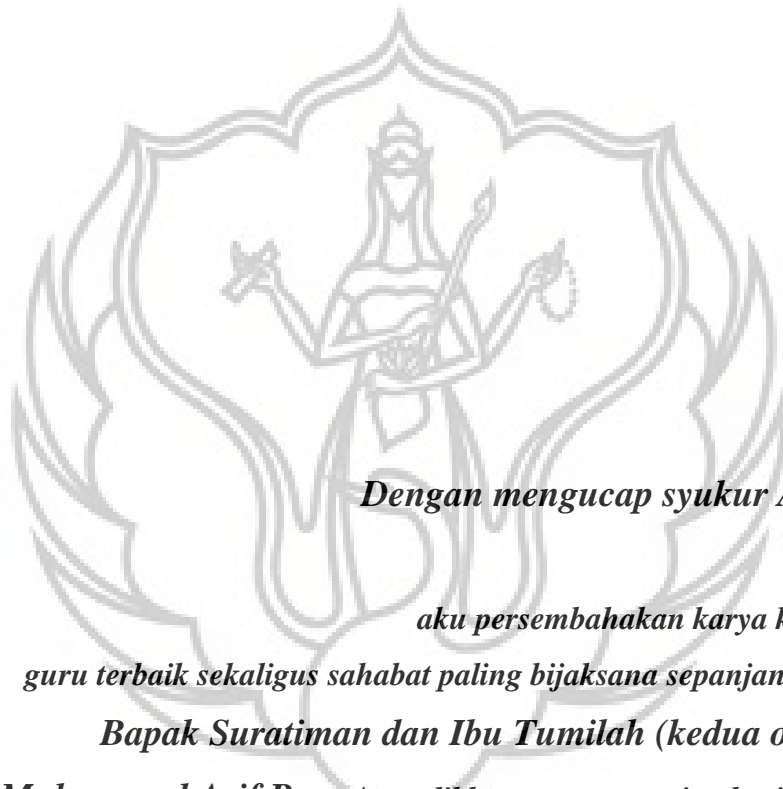 Dengan mengucap syukur
aku persembahakan karya
guru terbaik sekaligus sahabat paling bijaksana sepanjan
Bapak Suratiman dan Ibu Tumilah (kedua o